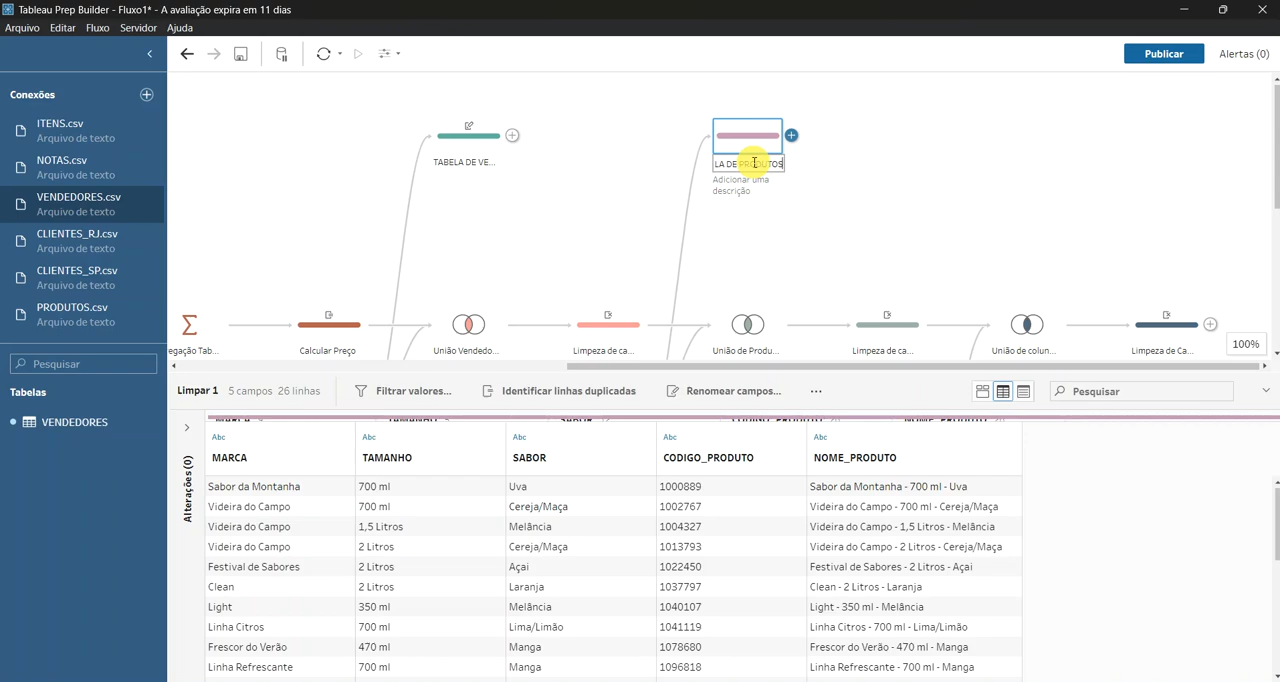 Tableau Prep Builder - Fluxo1* - A avaliação expira em 11 dias
Arquivo Editar Fluxo Servidor Ajuda
Publicar
Alertas (0)
Conexões
ITENS.csv
Arquivo de texto
NOTAS.csv
Arquivo de texto
VENDEDORES.csv
Arquivo de texto
CLIENTES_RJ.csv
Arquivo de texto
CLIENTES_SP.csv
Arquivo de texto
PRODUTOS.csv
Arquivo de texto
Pesquisar
Tabelas
VENDEDORES
TABELA DE VE...
LA DE PRODUTOS
Adicionar uma
descrição
egação Tab...
Calcular Preço
União Vendedo...
Limpeza de ca...
União de Produ...
Limpeza de ca...
União de colun...
Limpeza de Ca...
100%
Limpar 1 5 campos 26 linhas
Filtrar valores...
Identificar linhas duplicadas
Renomear campos...
...
Pesquisar
Alterações (0)
Abc Abc Abc Abc Abc
MARCA TAMANHO SABOR CODIGO_PRODUTO NOME_PRODUTO
Sabor da Montanha 700 ml Uva 1000889 Sabor da Montanha - 700 ml - Uva
Videira do Campo 700 ml Cereja/Maça 1002767 Videira do Campo - 700 ml - Cereja/Maça
Videira do Campo 1,5 Litros Melância 1004327 Videira do Campo - 1,5 Litros - Melância
Videira do Campo 2 Litros Cereja/Maça 1013793 Videira do Campo - 2 Litros - Cereja/Maça
Festival de Sabores 2 Litros Açai 1022450 Festival de Sabores - 2 Litros - Açai
Clean 2 Litros Laranja 1037797 Clean - 2 Litros - Laranja
Light 350 ml Melância 1040107 Light - 350 ml - Melância
Linha Citros 700 ml Lima/Limão 1041119 Linha Citros - 700 ml - Lima/Limão
Frescor do Verão 470 ml Manga 1078680 Frescor do Verão - 470 ml - Manga
Linha Refrescante 700 ml Manga 1096818 Linha Refrescante - 700 ml - Manga